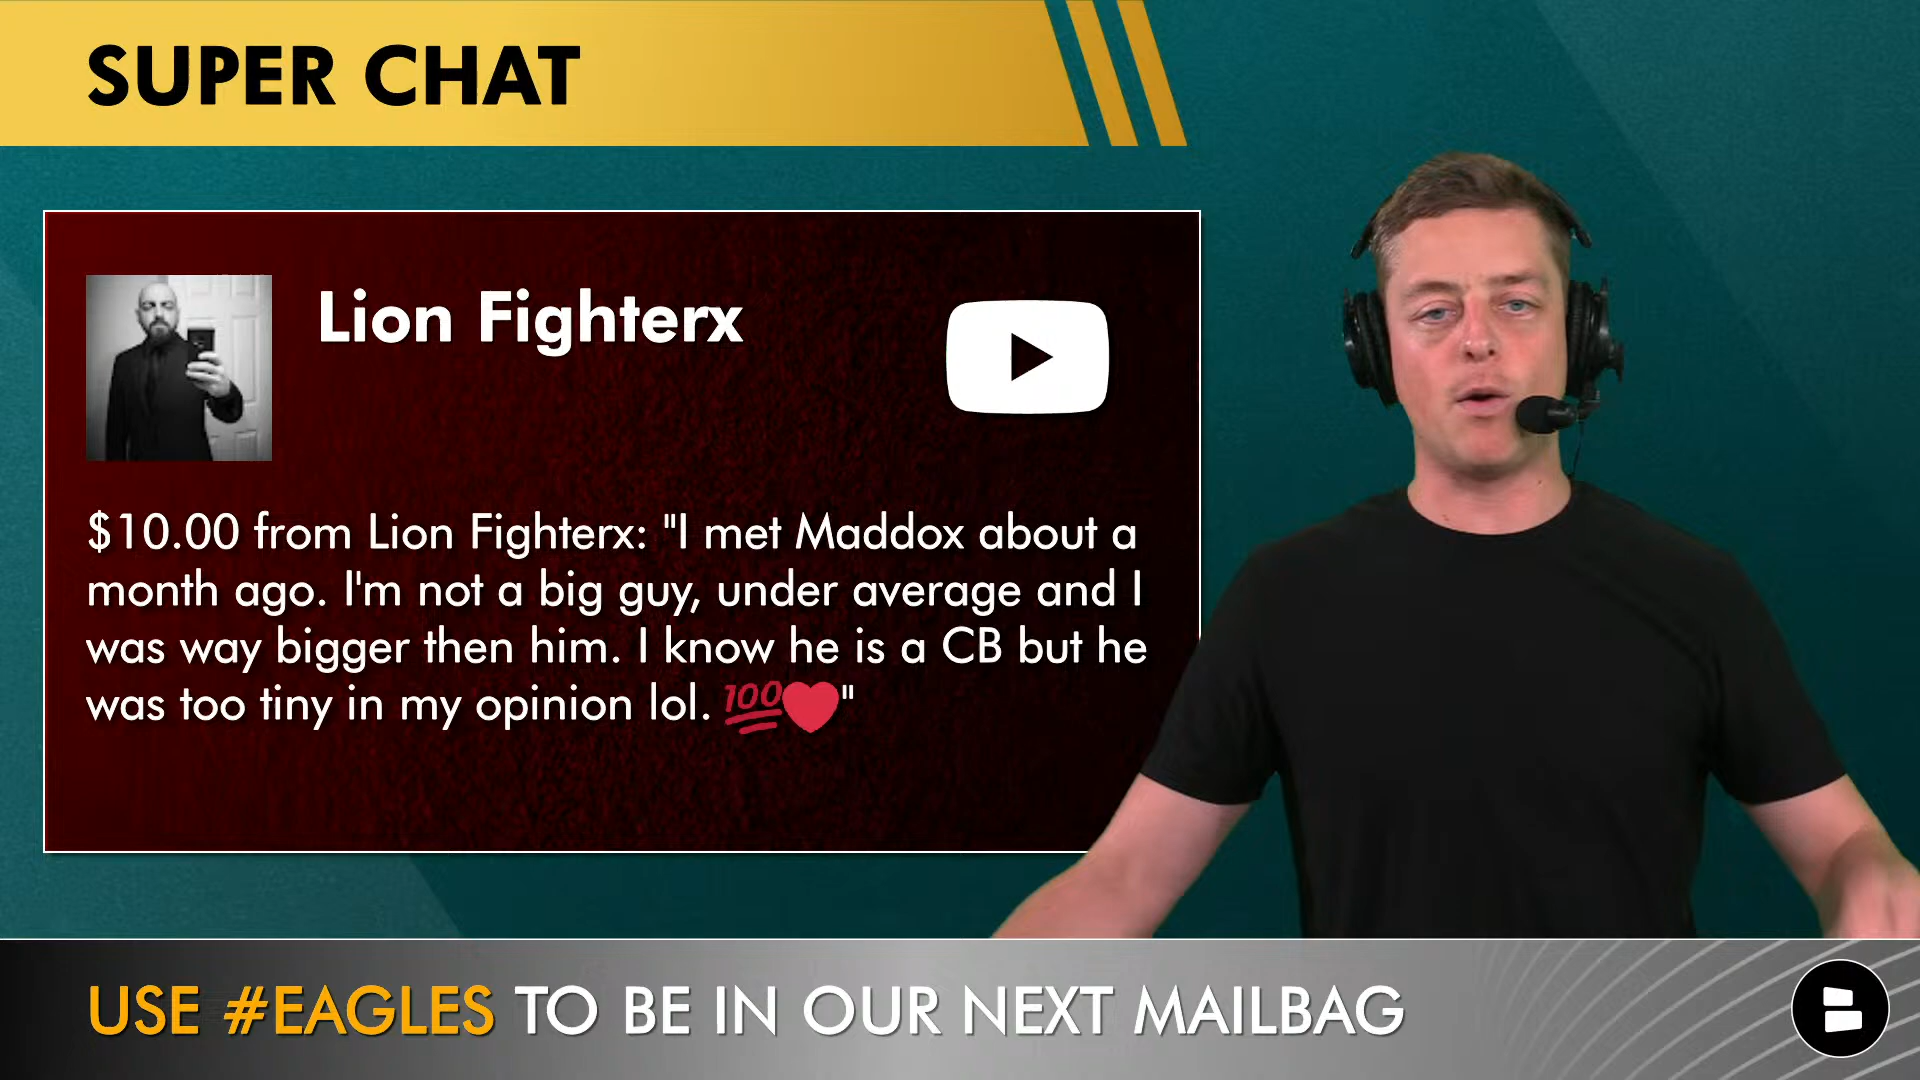 SUPER CHAT
Lion Fighterx
$10.00 from Lion Fighterx: "I met Maddox about a
month ago. I'm not a big guy, under average and I
was way bigger then him. I know he is a CB but he
was too tiny in my opinion lol. 💯❤️"
USE #EAGLES TO BE IN OUR NEXT MAILBAG